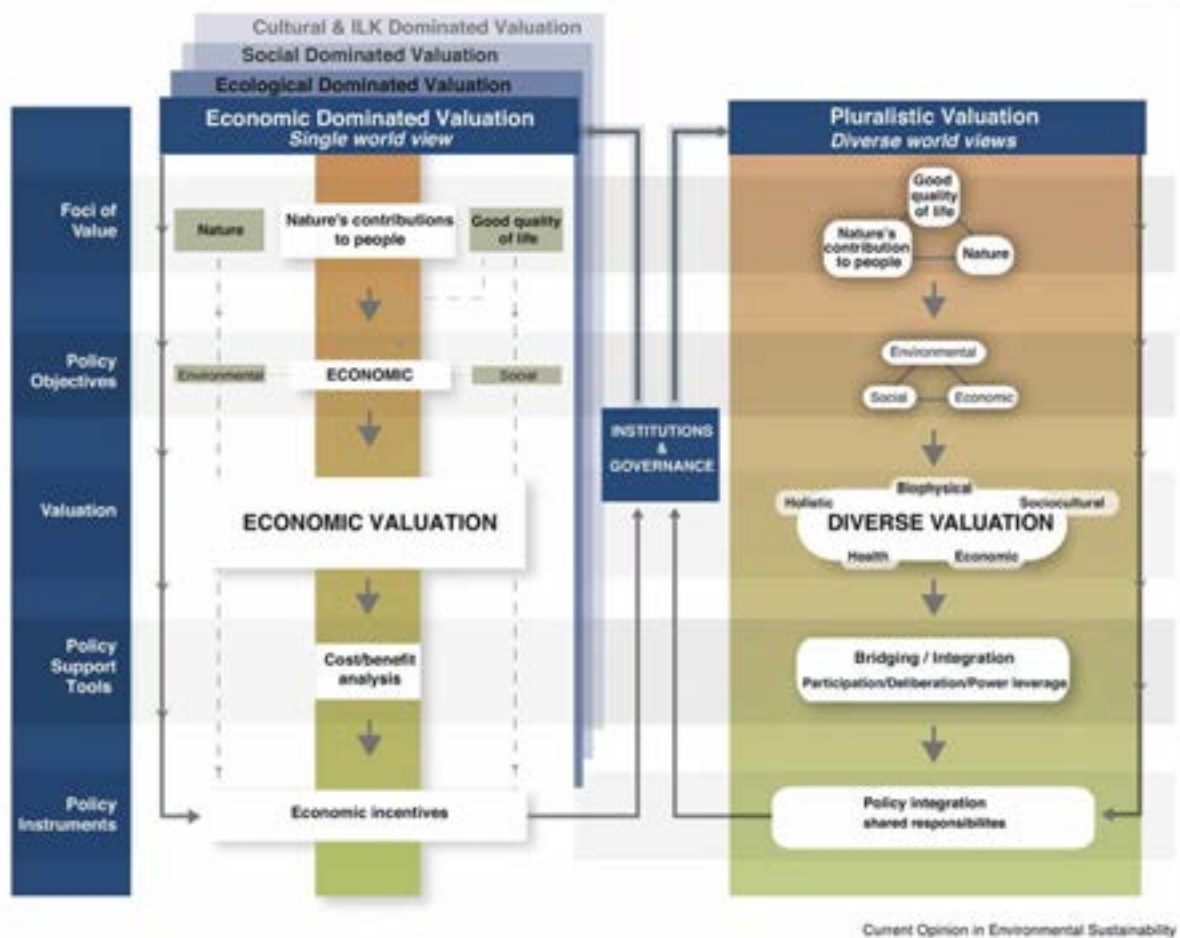 Cultural & ILK Dominated Valuation
Social Dominated Valuation
Ecological Dominated Valuation
Economic Dominated Valuation
Single world view
Pluralistic Valuation
Diverse world views
Foci of
Value
Nature
Nature's contributions
to people
Good quality
of life
Good
quality
of life
Nature's
contribution
to people
Nature
Policy
Objectives
Environmental
ECONOMIC
Social
Environmental
Social
Economic
INSTITUTIONS
&
GOVERNANCE
Valuation
ECONOMIC VALUATION
Biophysical
Holistic
Sociocultural
DIVERSE VALUATION
Health
Economic
Policy
Support
Tools
Cost/benefit
analysis
Bridging / Integration
Participation/Deliberation/Power leverage
Policy
Instruments
Economic incentives
Policy integration
shared responsibilites
Current Opinion in Environmental Sustainability